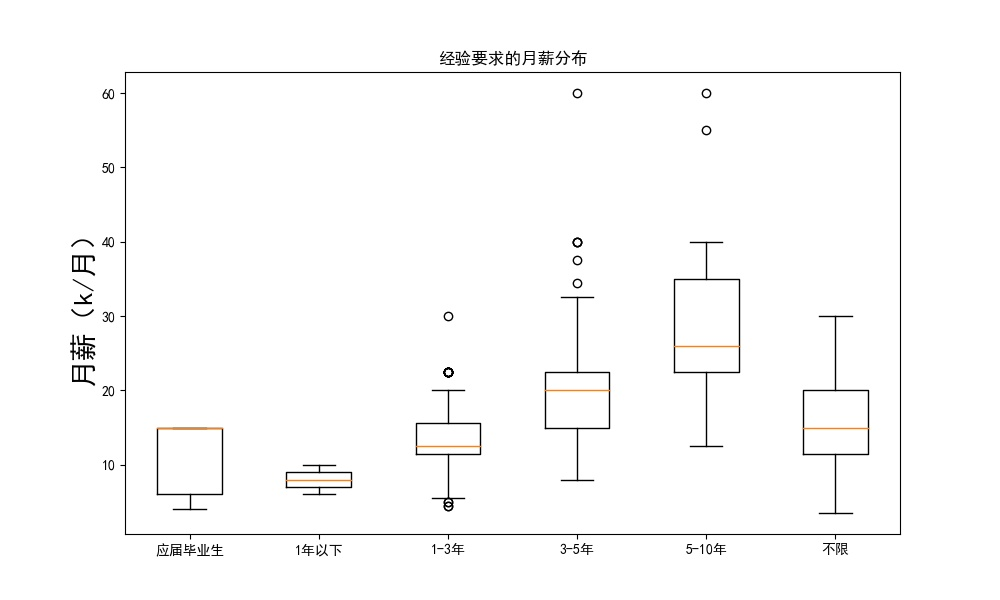 经验要求的月薪分布
月薪（k/月）
60
50
40
30
20
10
应届毕业生
1年以下
1-3年
3-5年
5-10年
不限